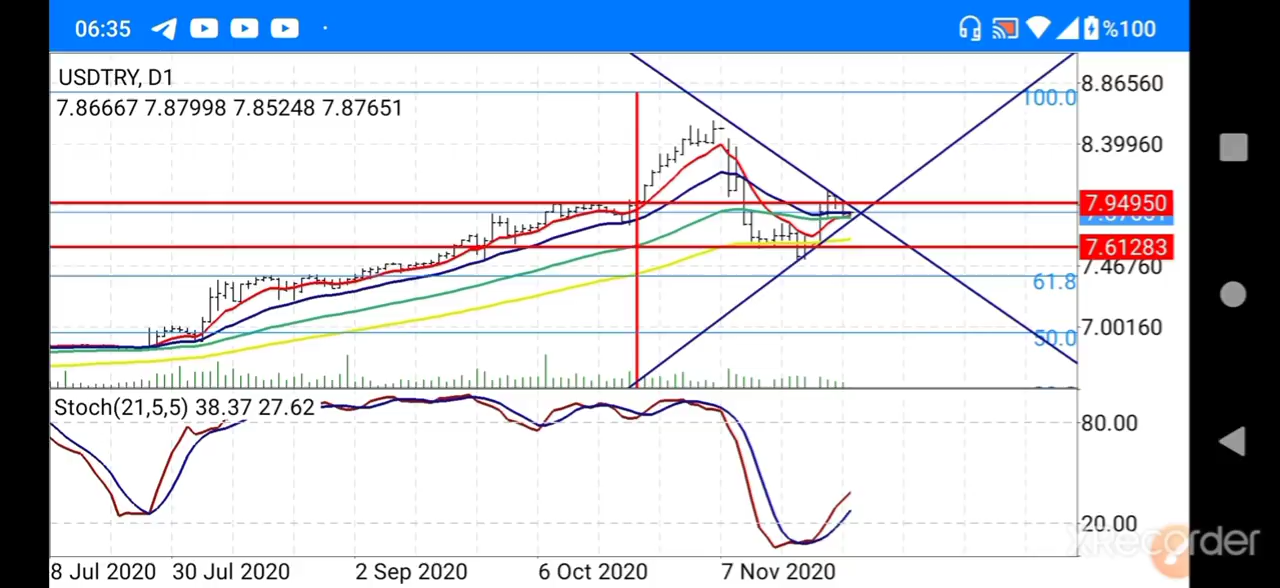 06:35 %100
USDTRY, D1
7.86667 7.87998 7.85248 7.87651
8.86560
100.0
8.39960
7.94950
7.61283
7.46760
61.8
7.00160
50.0
Stoch(21,5,5) 38.37 27.62
80.00
20.00
XRecorder
8 Jul 2020 30 Jul 2020 2 Sep 2020 6 Oct 2020 7 Nov 2020